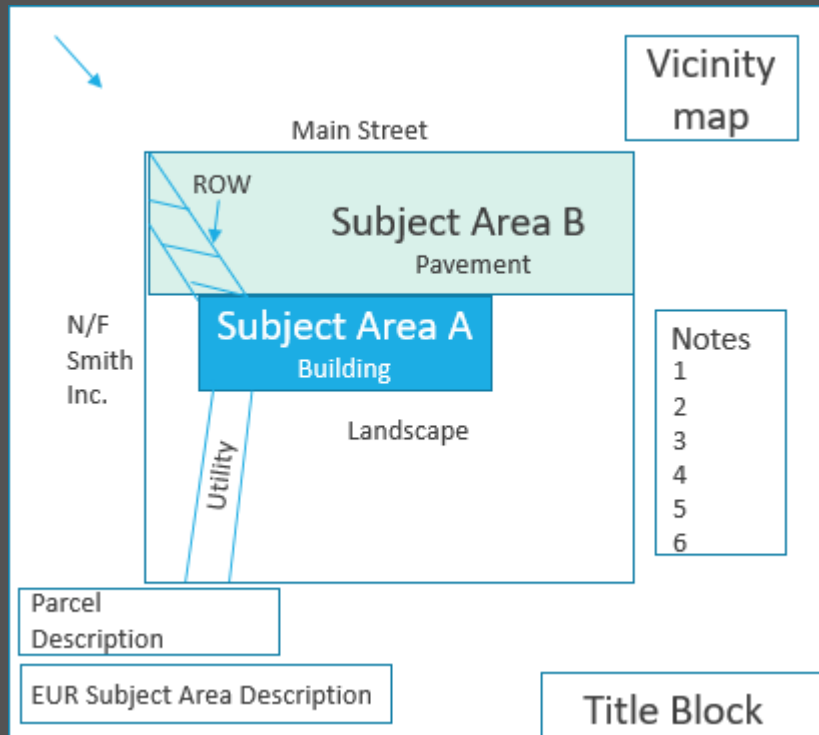 Vicinity
map
Main Street
ROW
Subject Area B
Pavement
N/F
Smith
Inc.
Subject Area A
Building
Landscape
Utility
Notes
1
2
3
4
5
6
Parcel
Description
EUR Subject Area Description
Title Block